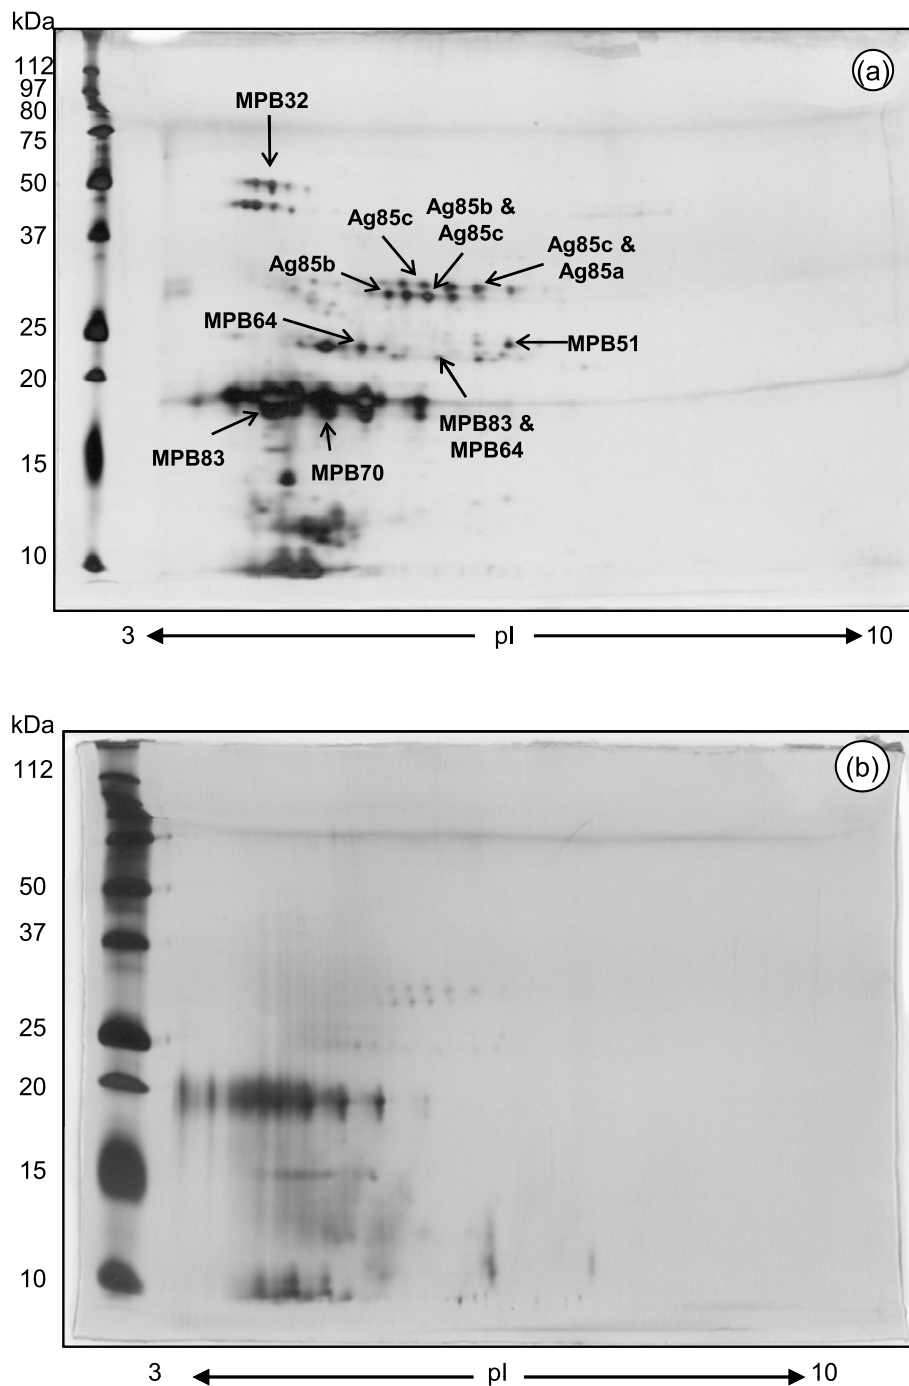 kDa
(a)
112
97
80
75
50
37
25
20
15
10
MPB32
Ag85c
Ag85b &
Ag85c
Ag85c &
Ag85a
Ag85b
MPB64
MPB51
MPB83 &
MPB64
MPB83
MPB70
3 pI 10
kDa
(b)
112
50
37
25
20
15
10
3 pI 10